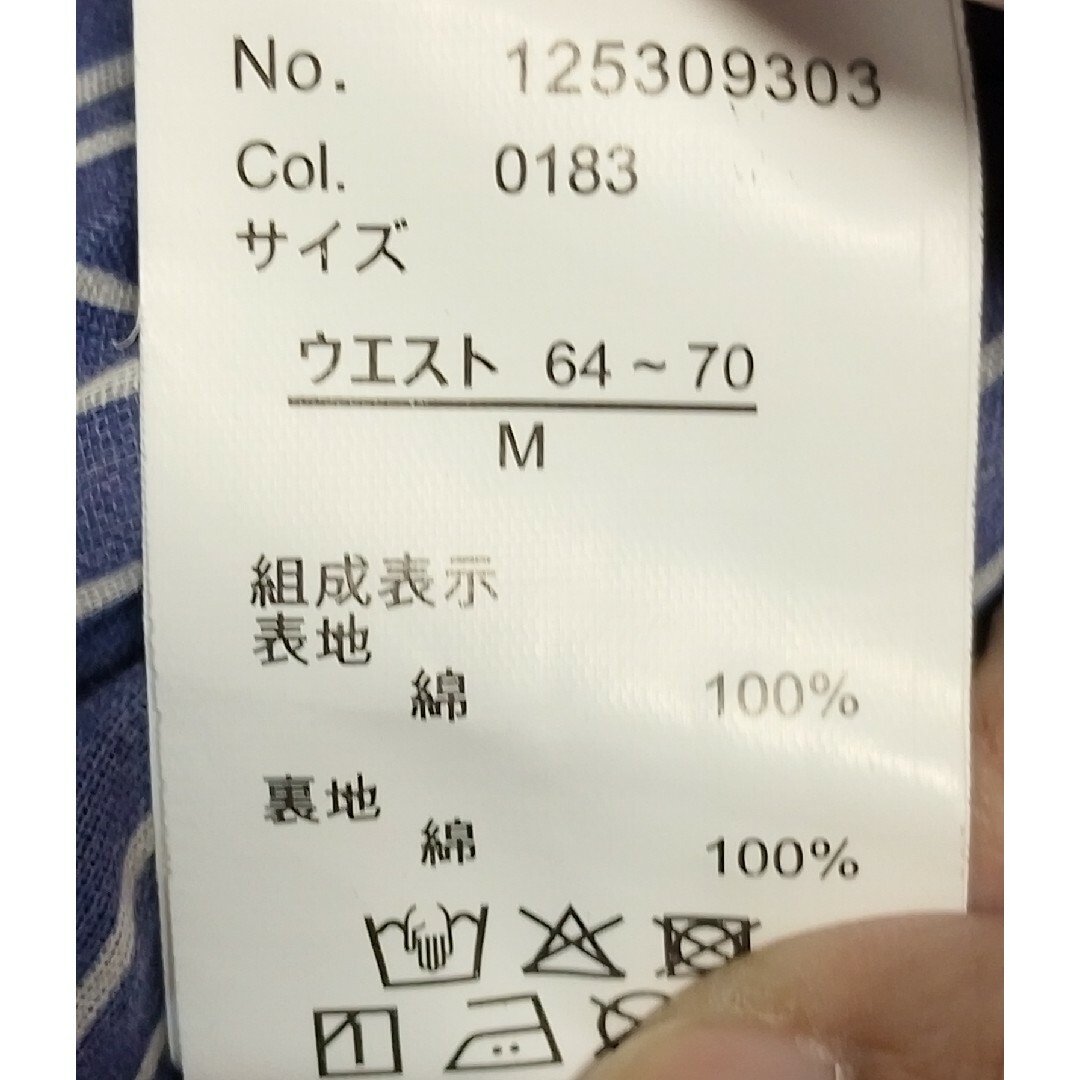 No. 125309303
Col. 0183
サイズ
ウエスト 64 ~ 70
M
組成表示
表地
綿 100%
裏地
綿 100%